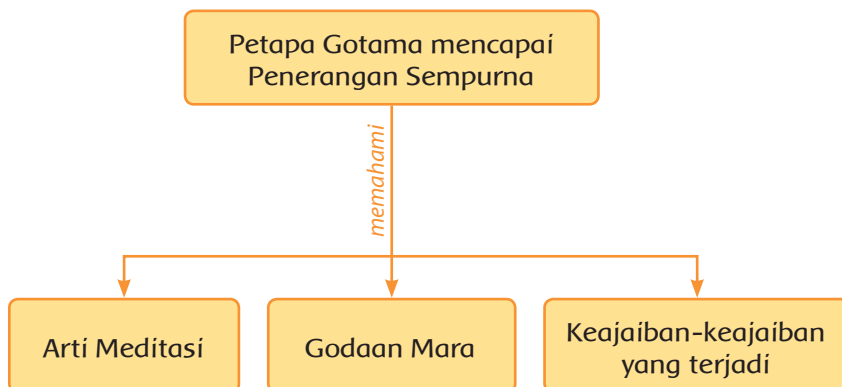 Petapa Gotama mencapai
Penerangan Sempurna
memahami
Arti Meditasi
Godaan Mara
Keajaiban-keajaiban
yang terjadi